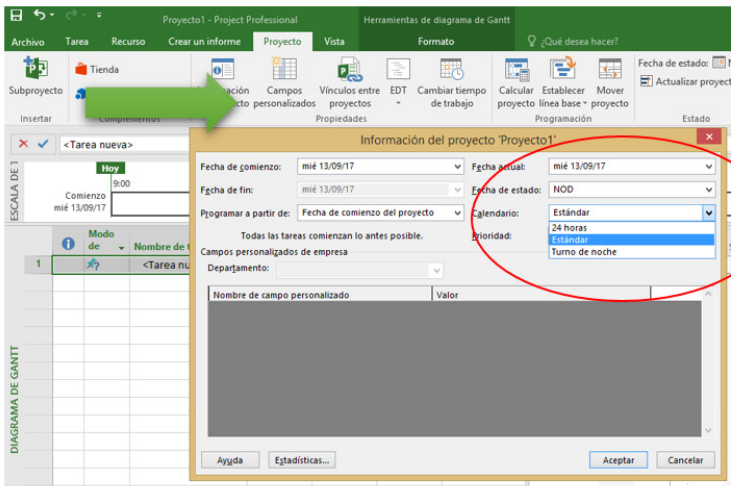 Proyecto1 - Project Professional
Herramientas de diagrama de Gantt
Archivo Tarea Recurso Crear un informe Proyecto Vista Formato ¿Qué desea hacer?
Subproyecto
Insertar
Tienda
Complementos
Campos personalizados
Vínculos entre proyectos
EDT
Cambiar tiempo de trabajo
Propiedades
Calcular proyecto
Establecer línea base
Mover proyecto
Programación
Fecha de estado:
Actualizar proyect
Estado
<Tarea nueva>
ESCALA DE T
Hoy
9:00
Comienzo
mié 13/09/17
Modo de
Nombre de t
1
<Tarea nu
DIAGRAMA DE GANTT
Información del proyecto 'Proyecto1'
Fecha de comienzo: mié 13/09/17 Fecha actual: mié 13/09/17
Fecha de fin: mié 13/09/17 Fecha de estado: NOD
Programar a partir de: Fecha de comienzo del proyecto Calendario: Estándar
Todas las tareas comienzan lo antes posible. Prioridad:
24 horas
Estándar
Turno de noche
Campos personalizados de empresa
Departamento:
Nombre de campo personalizado Valor
Ayuda Estadísticas... Aceptar Cancelar